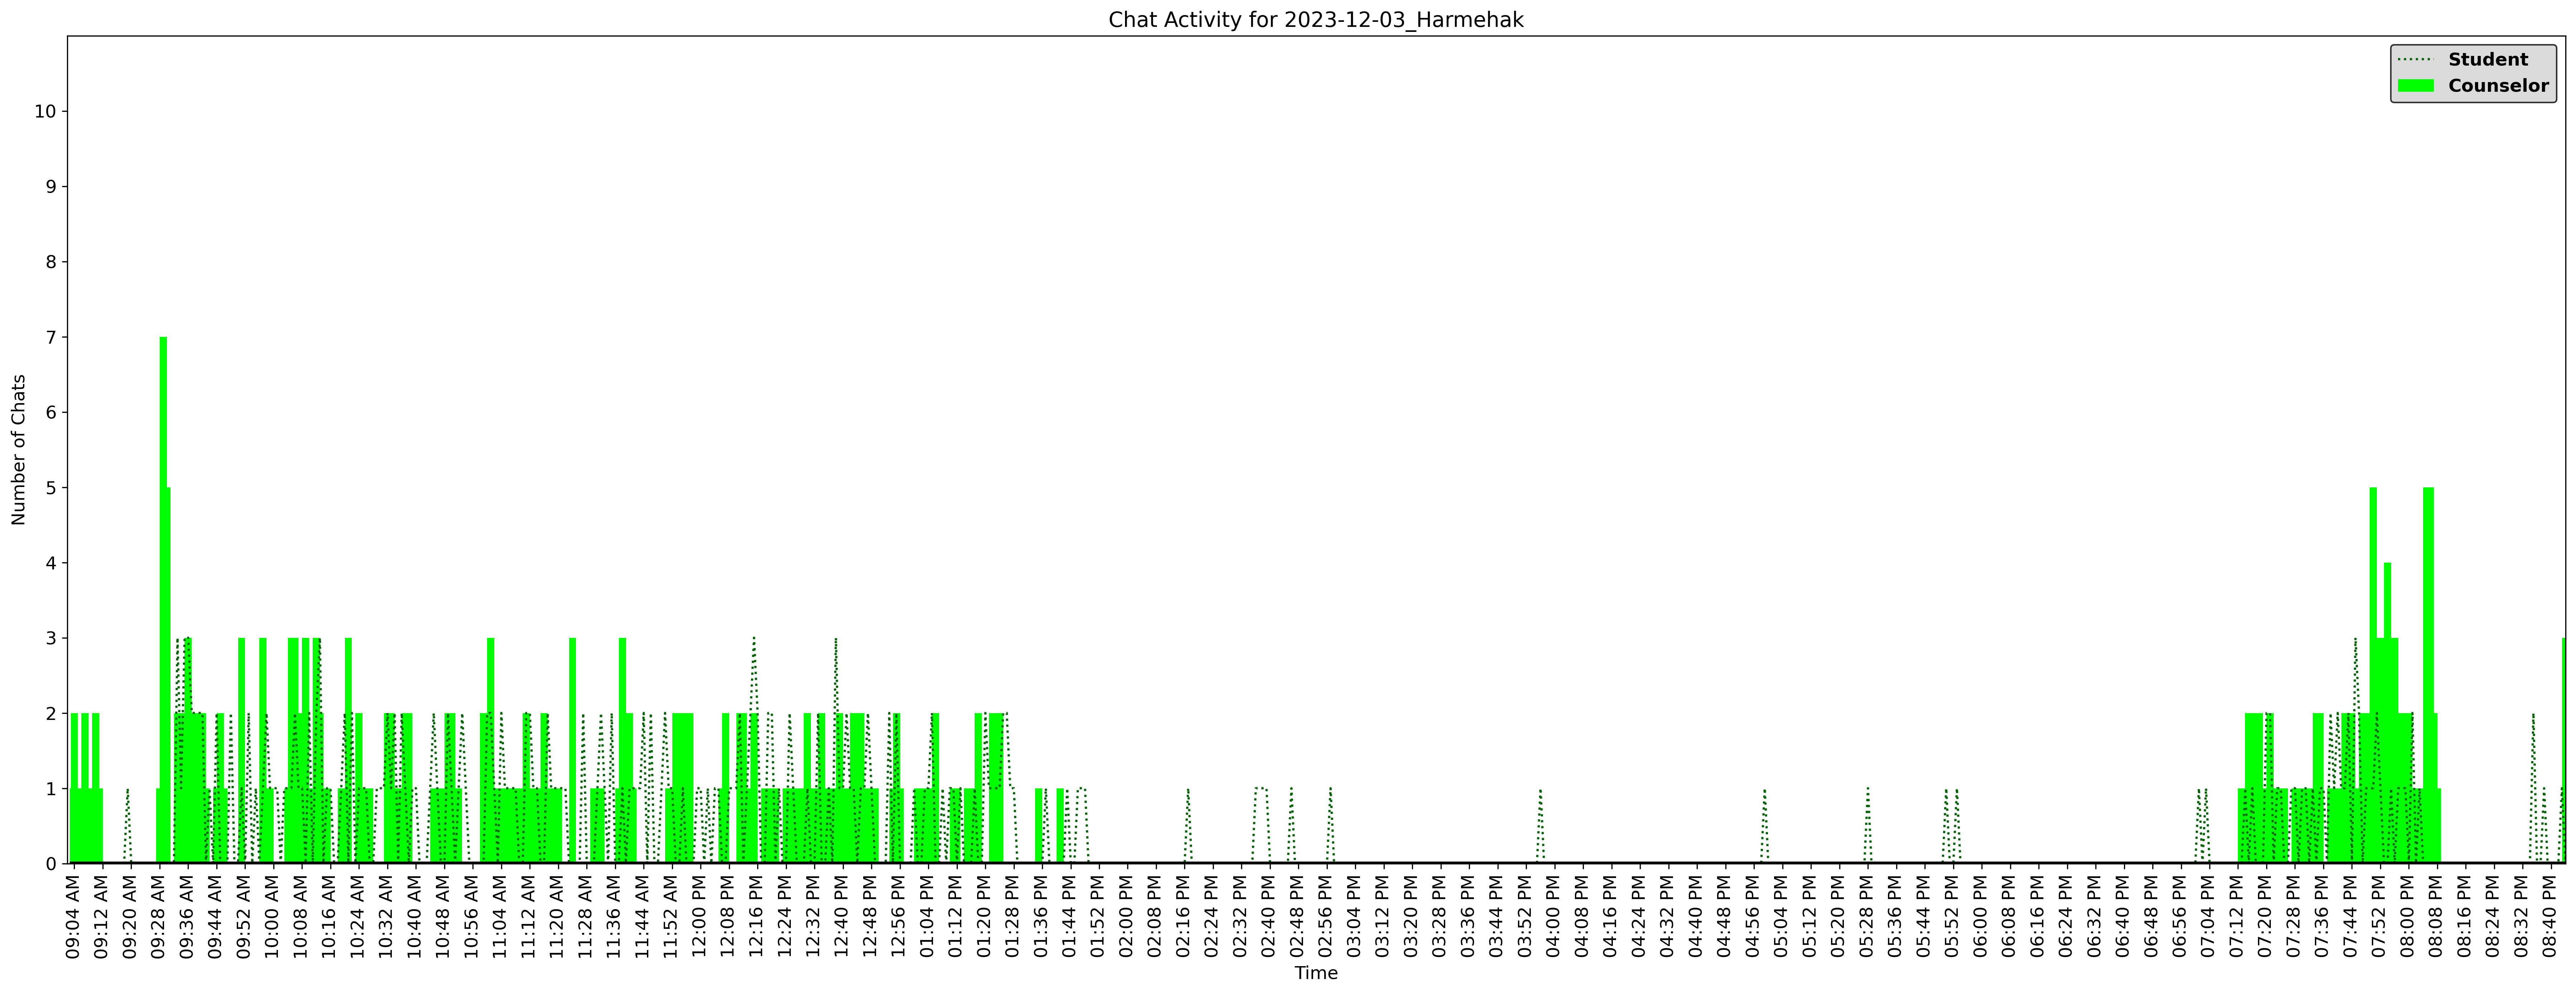 Chat Activity for 2023-12-03_Harmehak
Student
Counselor
Number of Chats
10
9
8
7
6
5
4
3
2
1
0
09:04 AM
09:12 AM
09:20 AM
09:28 AM
09:36 AM
09:44 AM
09:52 AM
10:00 AM
10:08 AM
10:16 AM
10:24 AM
10:32 AM
10:40 AM
10:48 AM
10:56 AM
11:04 AM
11:12 AM
11:20 AM
11:28 AM
11:36 AM
11:44 AM
11:52 AM
12:00 PM
12:08 PM
12:16 PM
12:24 PM
12:32 PM
12:40 PM
12:48 PM
12:56 PM
01:04 PM
01:12 PM
01:20 PM
01:28 PM
01:36 PM
01:44 PM
01:52 PM
02:00 PM
02:08 PM
02:16 PM
02:24 PM
02:32 PM
02:40 PM
02:48 PM
02:56 PM
03:04 PM
03:12 PM
03:20 PM
03:28 PM
03:36 PM
03:44 PM
03:52 PM
04:00 PM
04:08 PM
04:16 PM
04:24 PM
04:32 PM
04:40 PM
04:48 PM
04:56 PM
05:04 PM
05:12 PM
05:20 PM
05:28 PM
05:36 PM
05:44 PM
05:52 PM
06:00 PM
06:08 PM
06:16 PM
06:24 PM
06:32 PM
06:40 PM
06:48 PM
06:56 PM
07:04 PM
07:12 PM
07:20 PM
07:28 PM
07:36 PM
07:44 PM
07:52 PM
08:00 PM
08:08 PM
08:16 PM
08:24 PM
08:32 PM
08:40 PM
Time